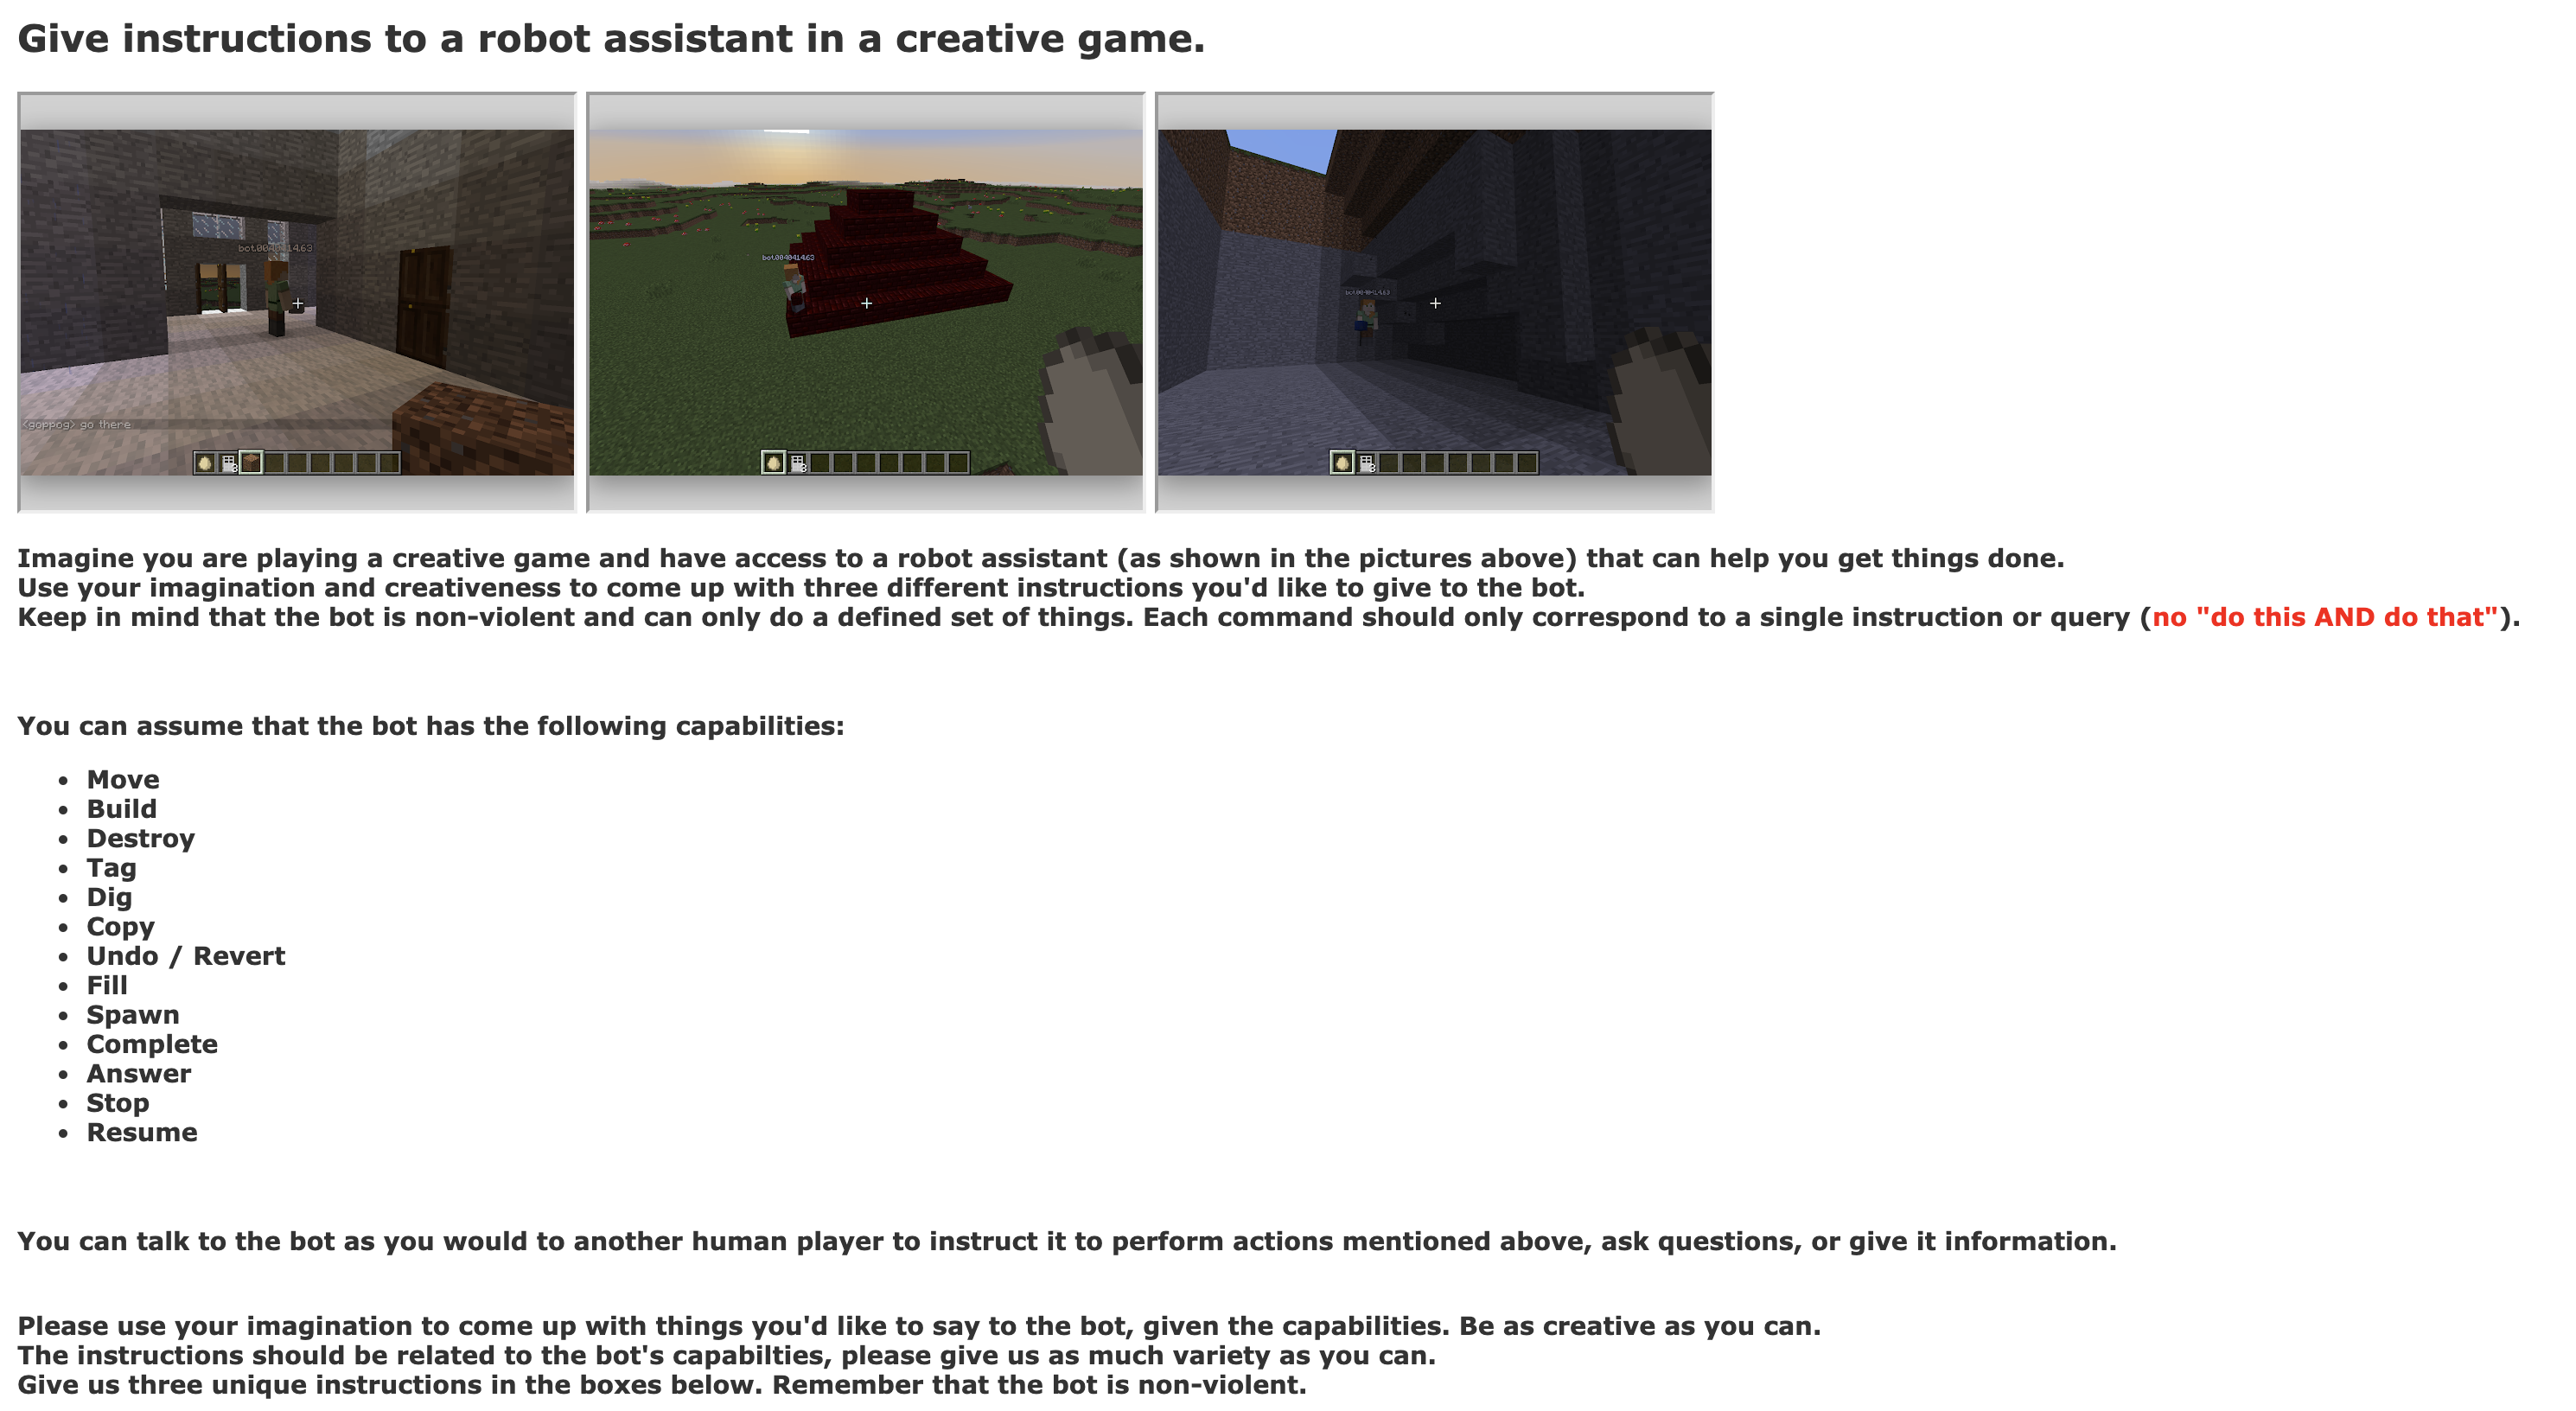 Give instructions to a robot assistant in a creative game.
bot.0040414.63
<goppog> go there
3
bot.0040414.63
3
bot.0040414.63
3
Imagine you are playing a creative game and have access to a robot assistant (as shown in the pictures above) that can help you get things done.
Use your imagination and creativeness to come up with three different instructions you'd like to give to the bot.
Keep in mind that the bot is non-violent and can only do a defined set of things. Each command should only correspond to a single instruction or query (no "do this AND do that").
You can assume that the bot has the following capabilities:
• Move
• Build
• Destroy
• Tag
• Dig
• Copy
• Undo / Revert
• Fill
• Spawn
• Complete
• Answer
• Stop
• Resume
You can talk to the bot as you would to another human player to instruct it to perform actions mentioned above, ask questions, or give it information.
Please use your imagination to come up with things you'd like to say to the bot, given the capabilities. Be as creative as you can.
The instructions should be related to the bot's capabilties, please give us as much variety as you can.
Give us three unique instructions in the boxes below. Remember that the bot is non-violent.